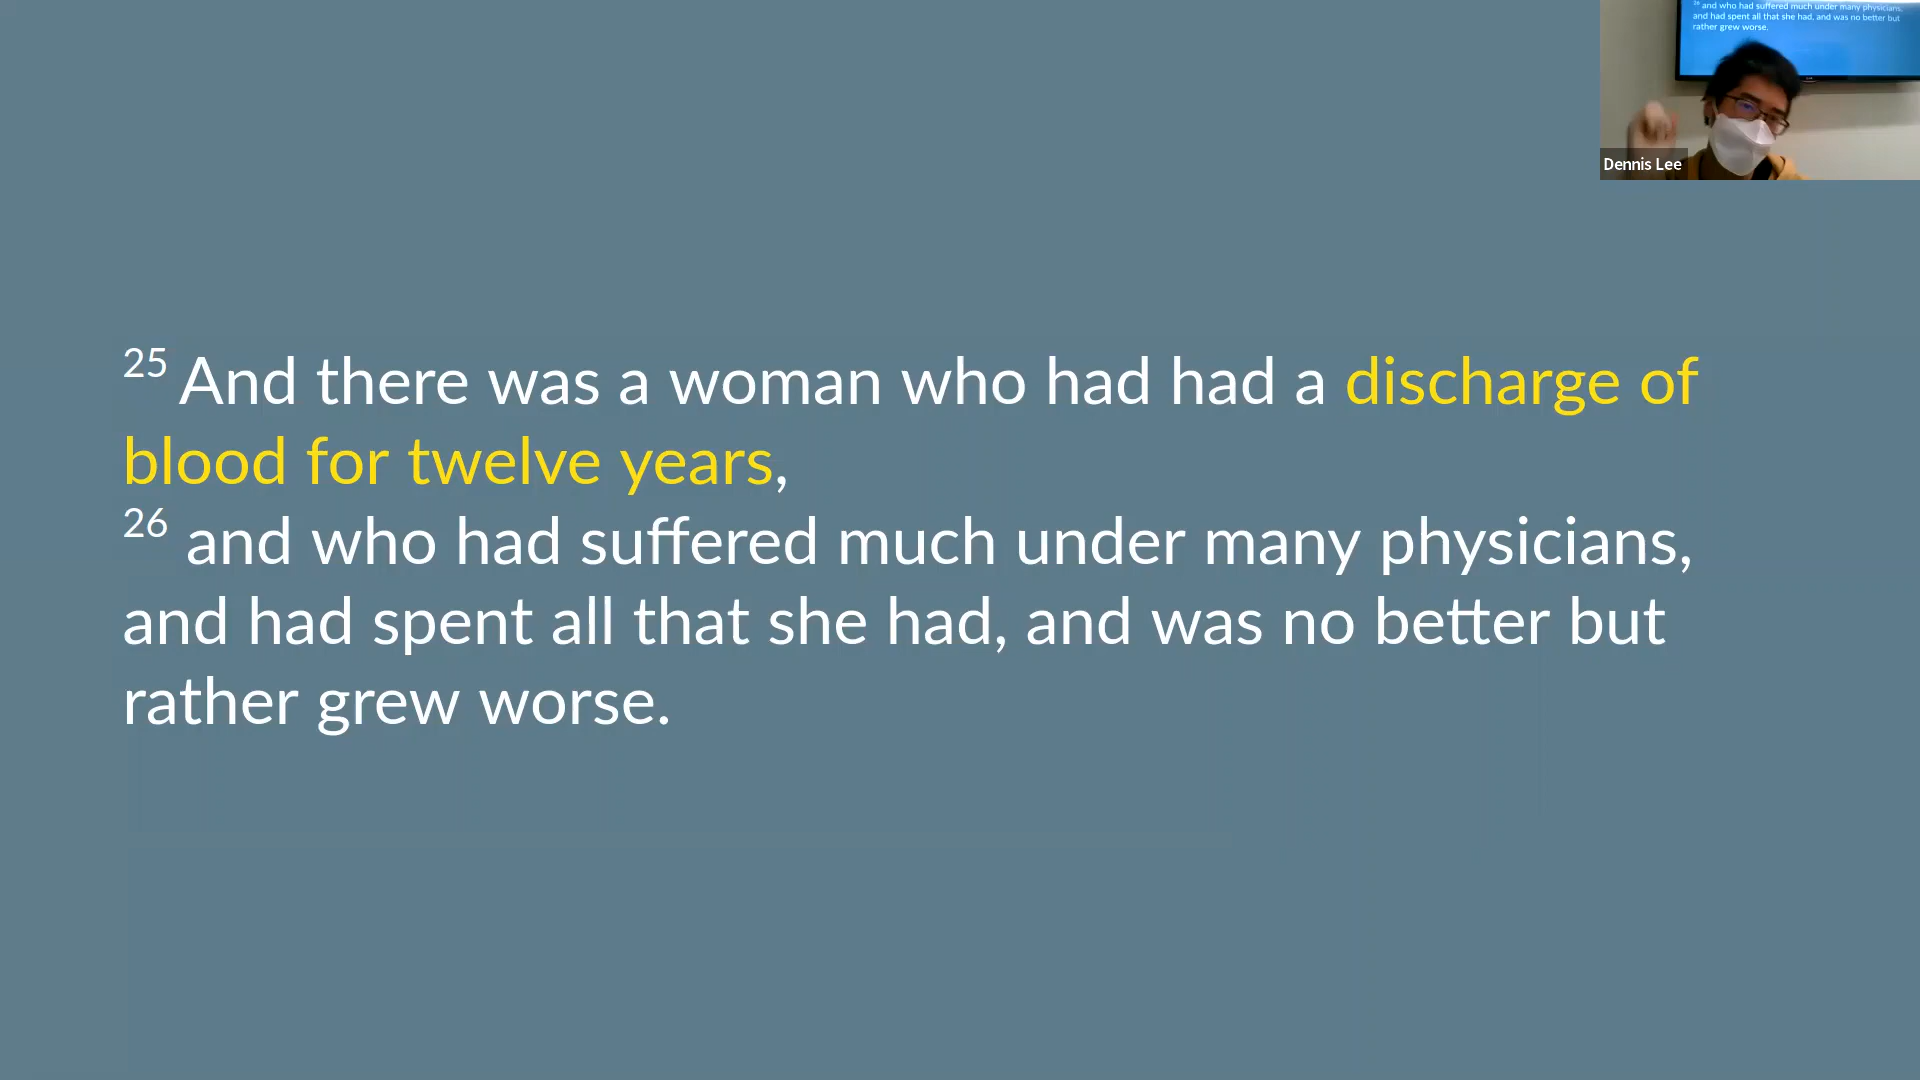 ²⁶ and who had suffered much under many physicians,
and had spent all that she had, and was no better but
rather grew worse.
Dennis Lee
²⁵ And there was a woman who had had a discharge of
blood for twelve years,
²⁶ and who had suffered much under many physicians,
and had spent all that she had, and was no better but
rather grew worse.